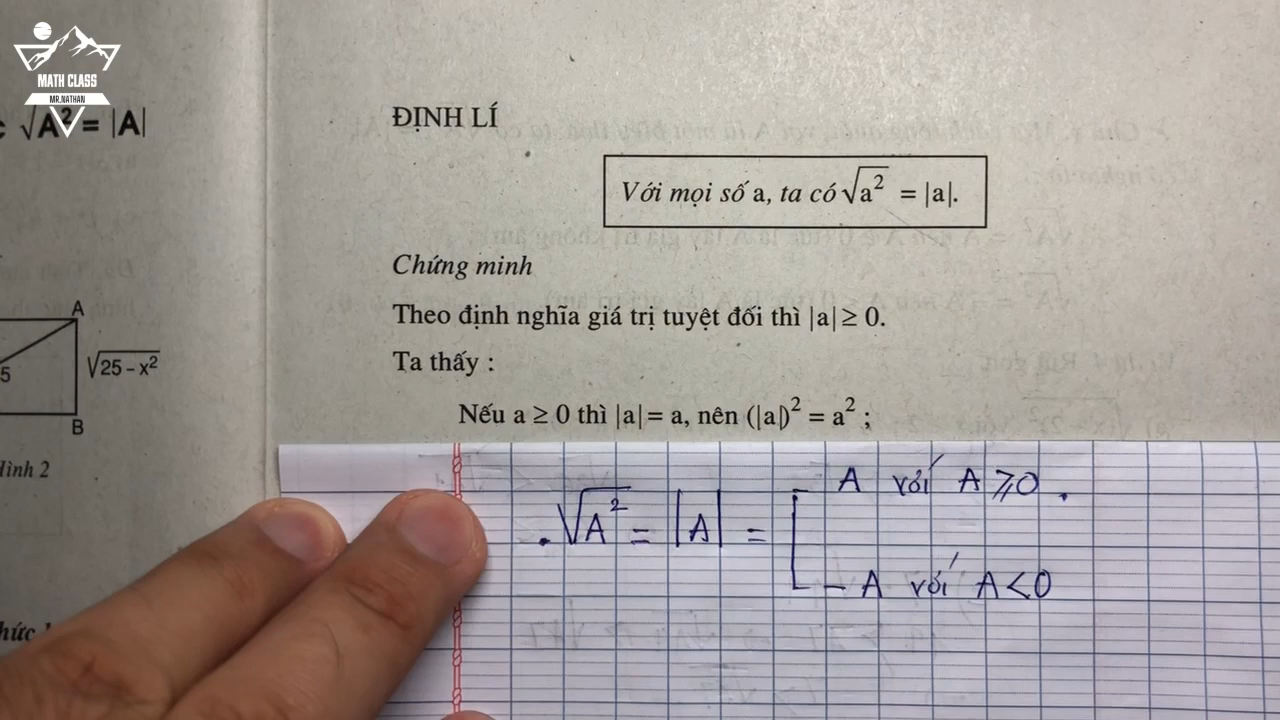 MATH CLASS
MR.NATHAN
√A² = |A|
A
√25 – x²
5
B
Hình 2
ĐỊNH LÍ
Với mọi số a, ta có √a² = |a|.
Chứng minh
Theo định nghĩa giá trị tuyệt đối thì |a| ≥ 0.
Ta thấy :
Nếu a ≥ 0 thì |a| = a, nên (|a|)² = a² ;
. √A² = |A| = [ A với A ⩾ 0 .
– A với A < 0